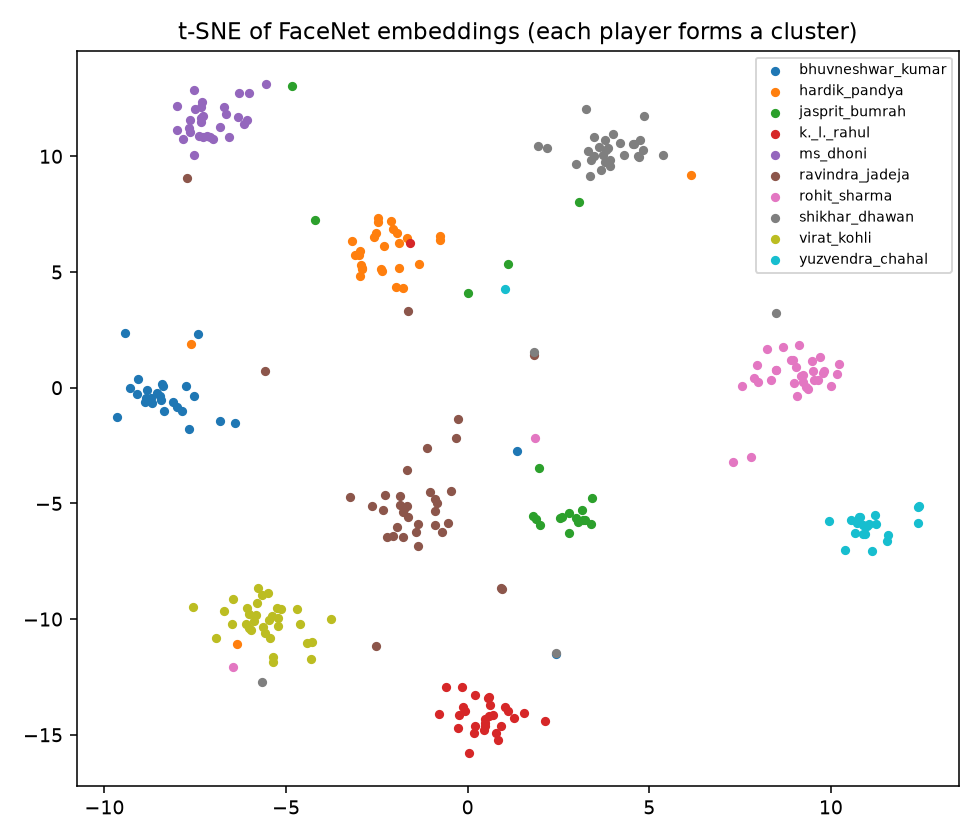 t-SNE of FaceNet embeddings (each player forms a cluster)
bhuvneshwar_kumar
hardik_pandya
jasprit_bumrah
k._l._rahul
ms_dhoni
ravindra_jadeja
rohit_sharma
shikhar_dhawan
virat_kohli
yuzvendra_chahal
10
5
0
−5
−10
−15
−10 −5 0 5 10